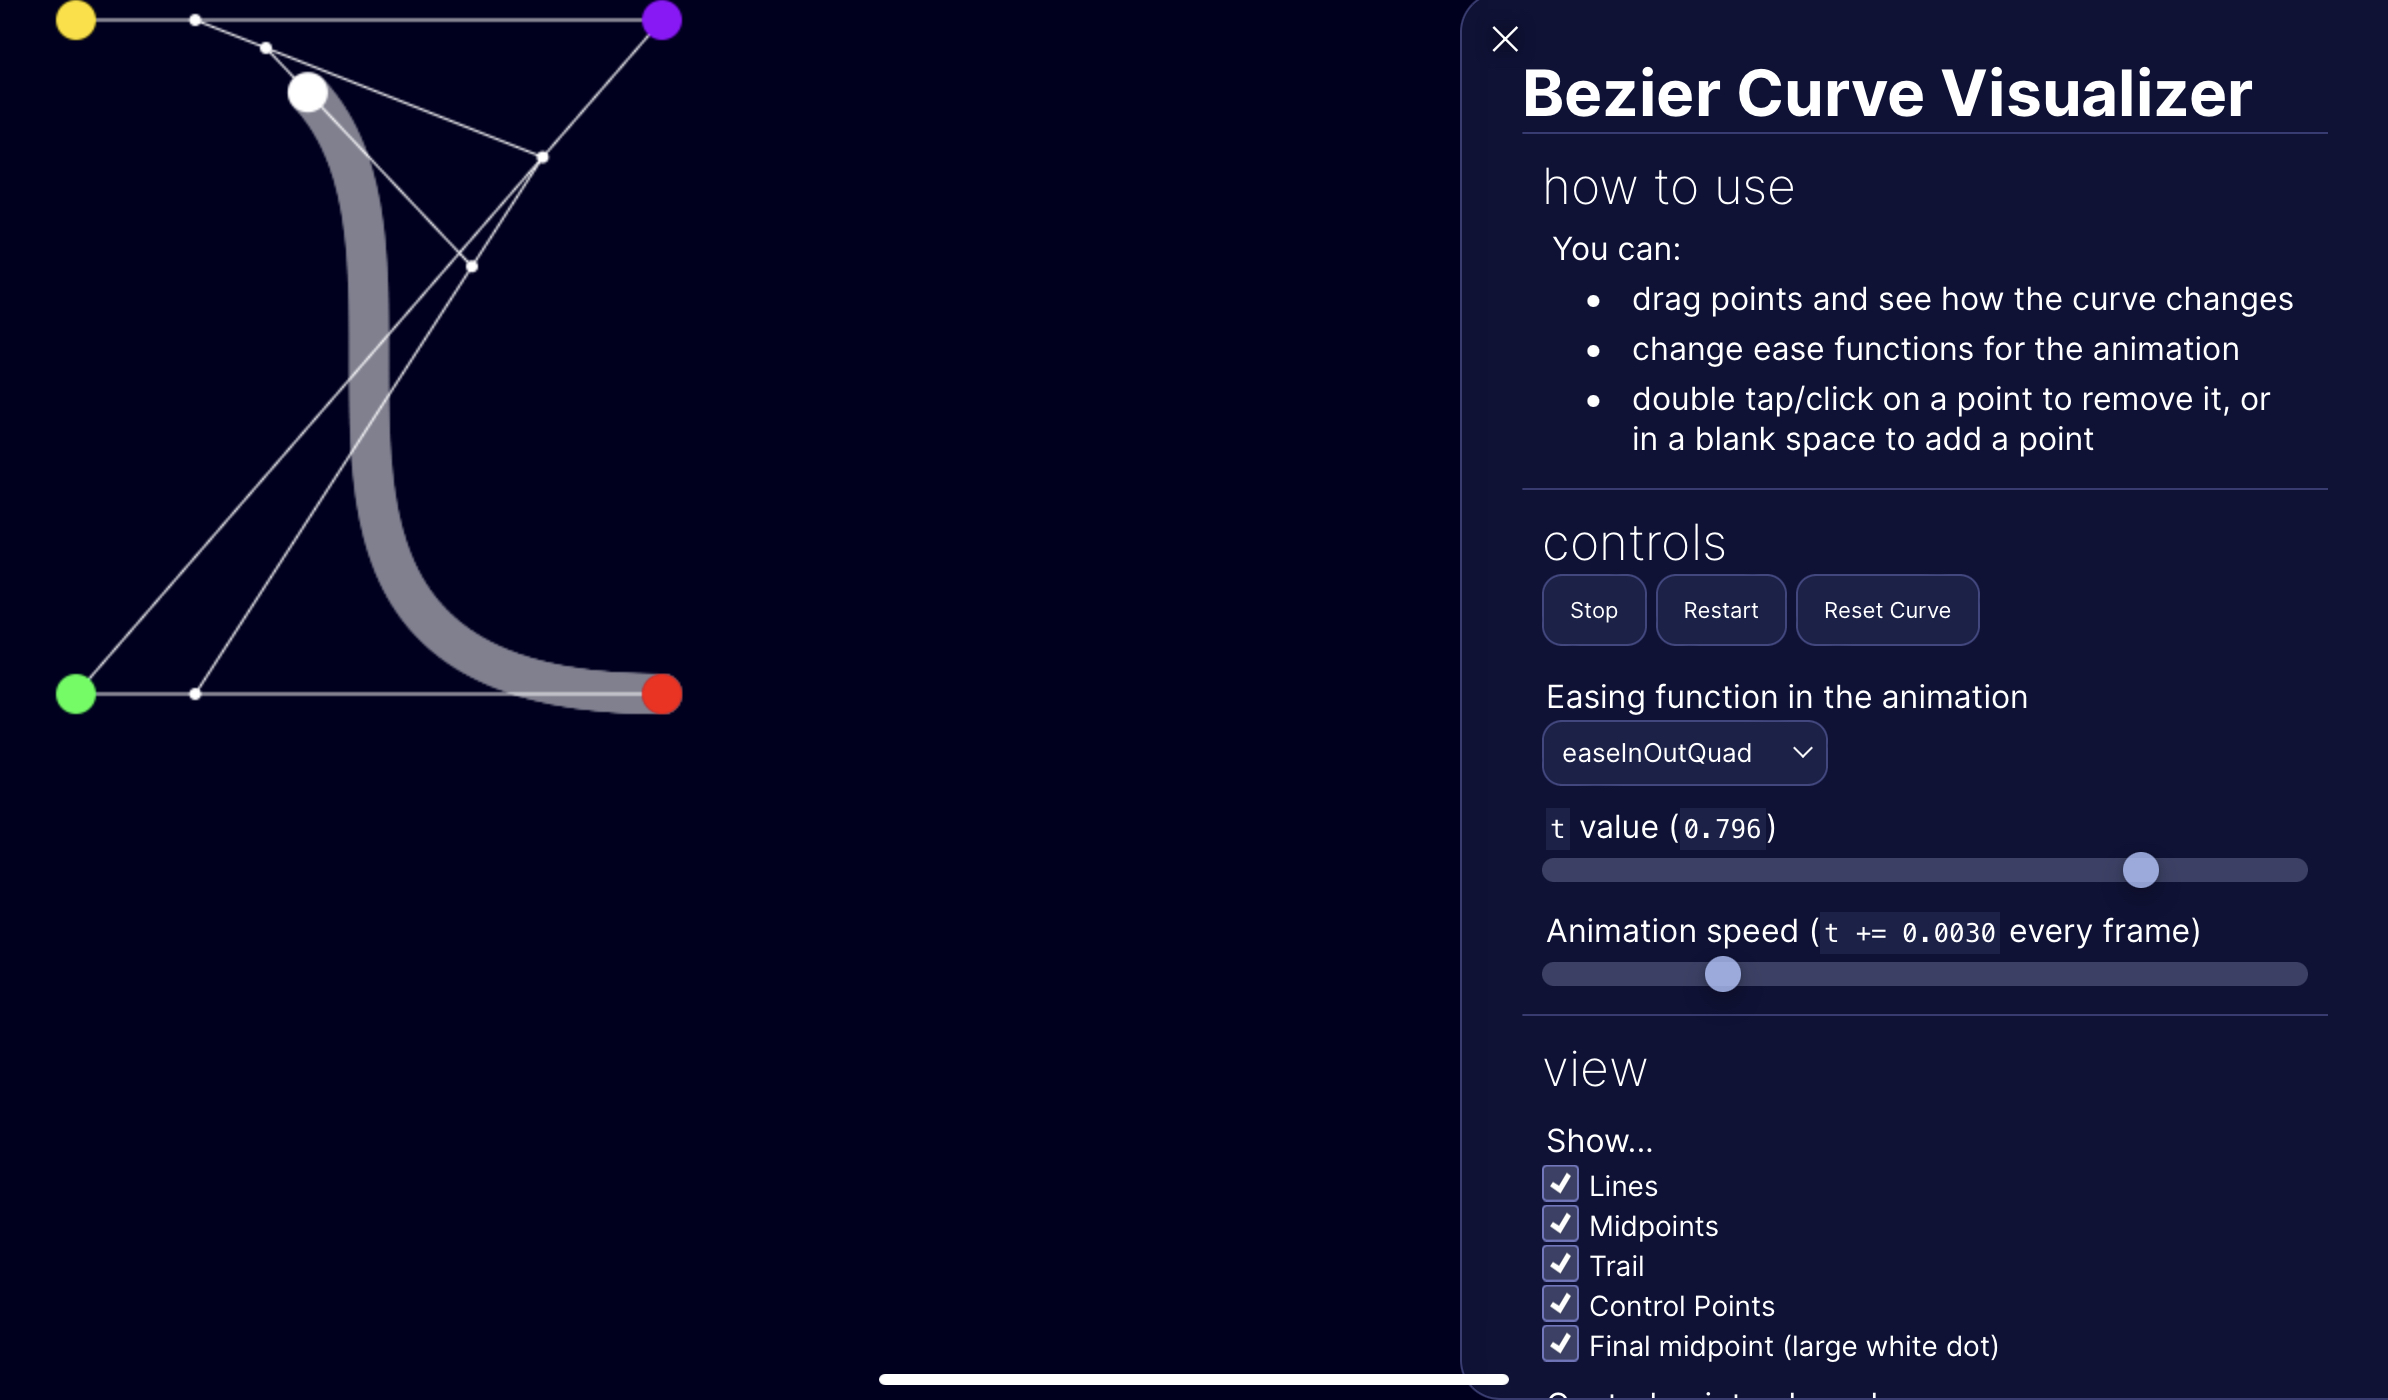 Bezier Curve Visualizer
how to use
You can:
drag points and see how the curve changes
change ease functions for the animation
double tap/click on a point to remove it, or
in a blank space to add a point
controls
Stop Restart Reset Curve
Easing function in the animation
easeInOutQuad
t value (0.796)
Animation speed (t += 0.0030 every frame)
view
Show...
Lines
Midpoints
Trail
Control Points
Final midpoint (large white dot)